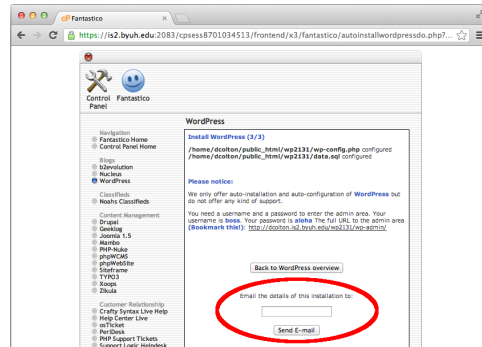 Fantastico
https://is2.byuh.edu:2083/cpsess8701034513/frontend/x3/fantastico/autoinstallwordpressdo.php?...
Control Panel
Fantastico
WordPress
Navigation
Fantastico Home
Control Panel Home
Blogs
b2evolution
Nucleus
WordPress
Classifieds
Noahs Classifieds
Content Management
Drupal
Geeklog
Joomla 1.5
Mambo
PHP-Nuke
phpWCMS
phpWebSite
Siteframe
TYPO3
Xoops
Zikula
Customer Relationship
Crafty Syntax Live Help
Help Center Live
osTicket
PerlDesk
PHP Support Tickets
Support Logic Helpdesk
Install WordPress (3/3)
/home/dcolton/public_html/wp2131/wp-config.php configured
/home/dcolton/public_html/wp2131/data.sql configured
Please notice:
We only offer auto-installation and auto-configuration of WordPress but
do not offer any kind of support.
You need a username and a password to enter the admin area. Your
username is boss. Your password is aloha The full URL to the admin area
(Bookmark this!): http://dcolton.is2.byuh.edu/wp2131/wp-admin/
Back to WordPress overview
Email the details of this installation to:
Send E-mail